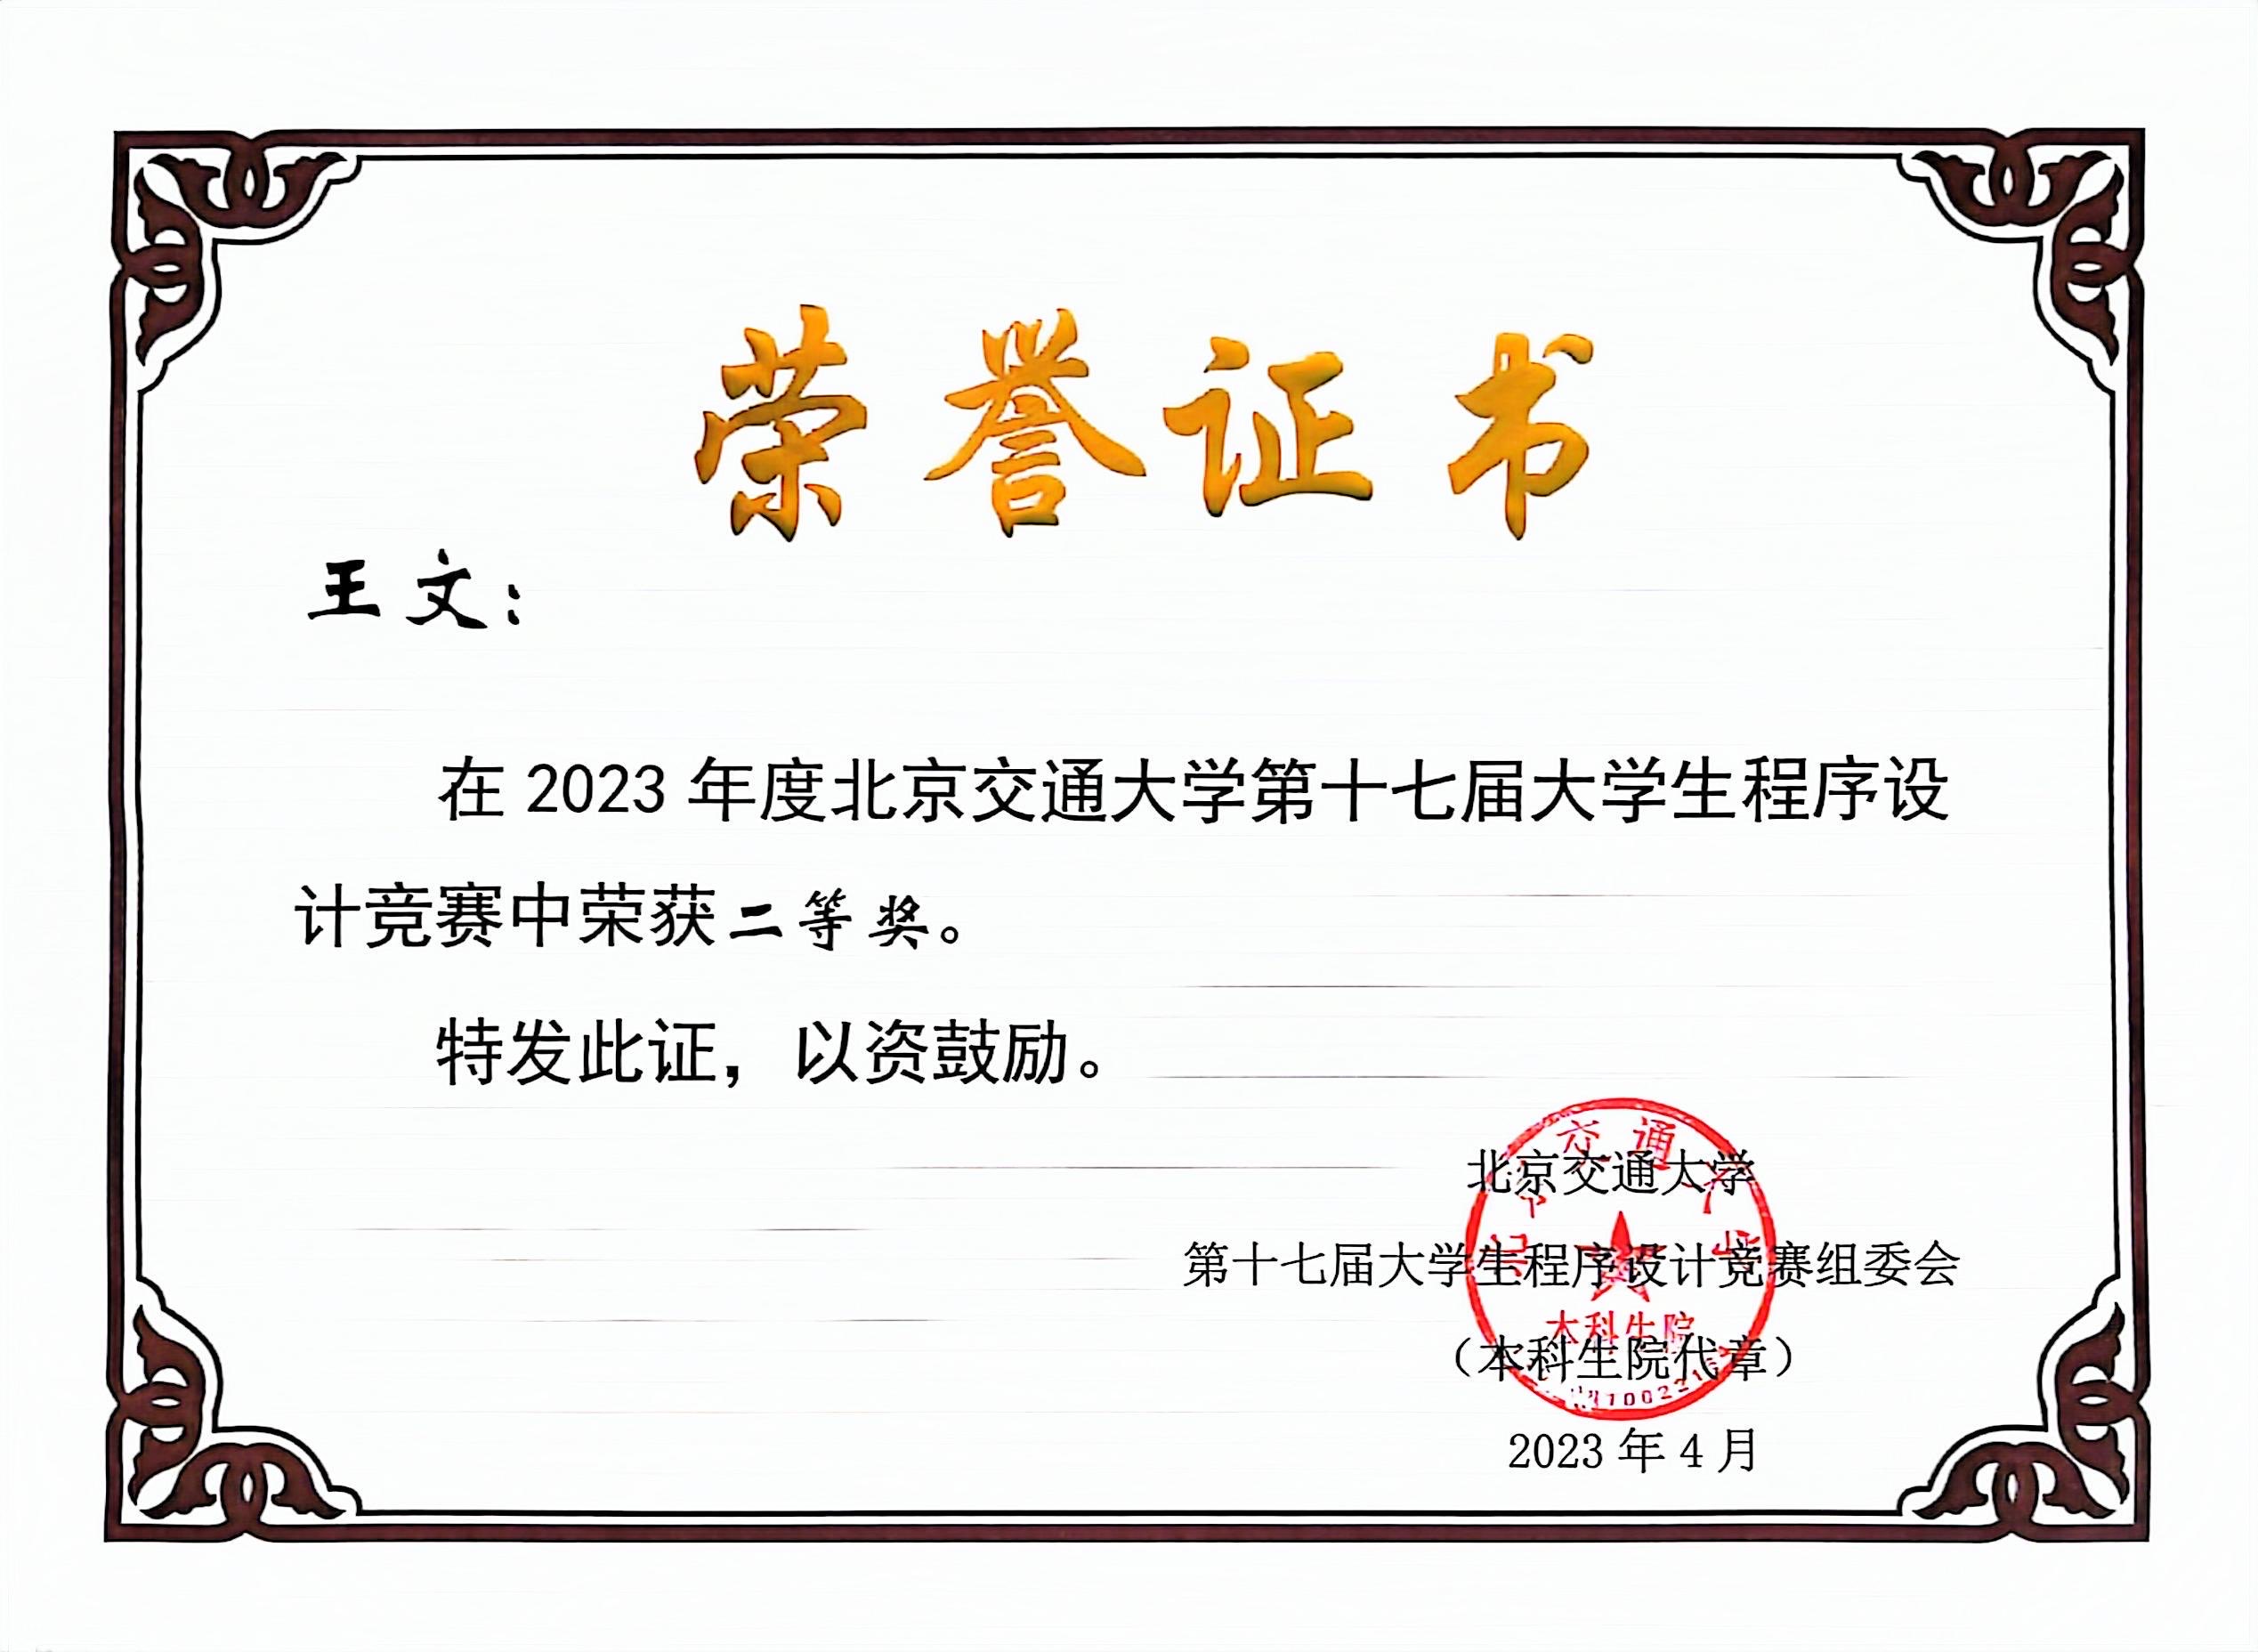 荣誉证书
王文：
在 2023 年度北京交通大学第十七届大学生程序设
计竞赛中荣获二等奖。
特发此证，以资鼓励。
北京交通大学
第十七届大学生程序设计竞赛组委会
（本科生院代章）
2023 年 4 月
交通
本科生院